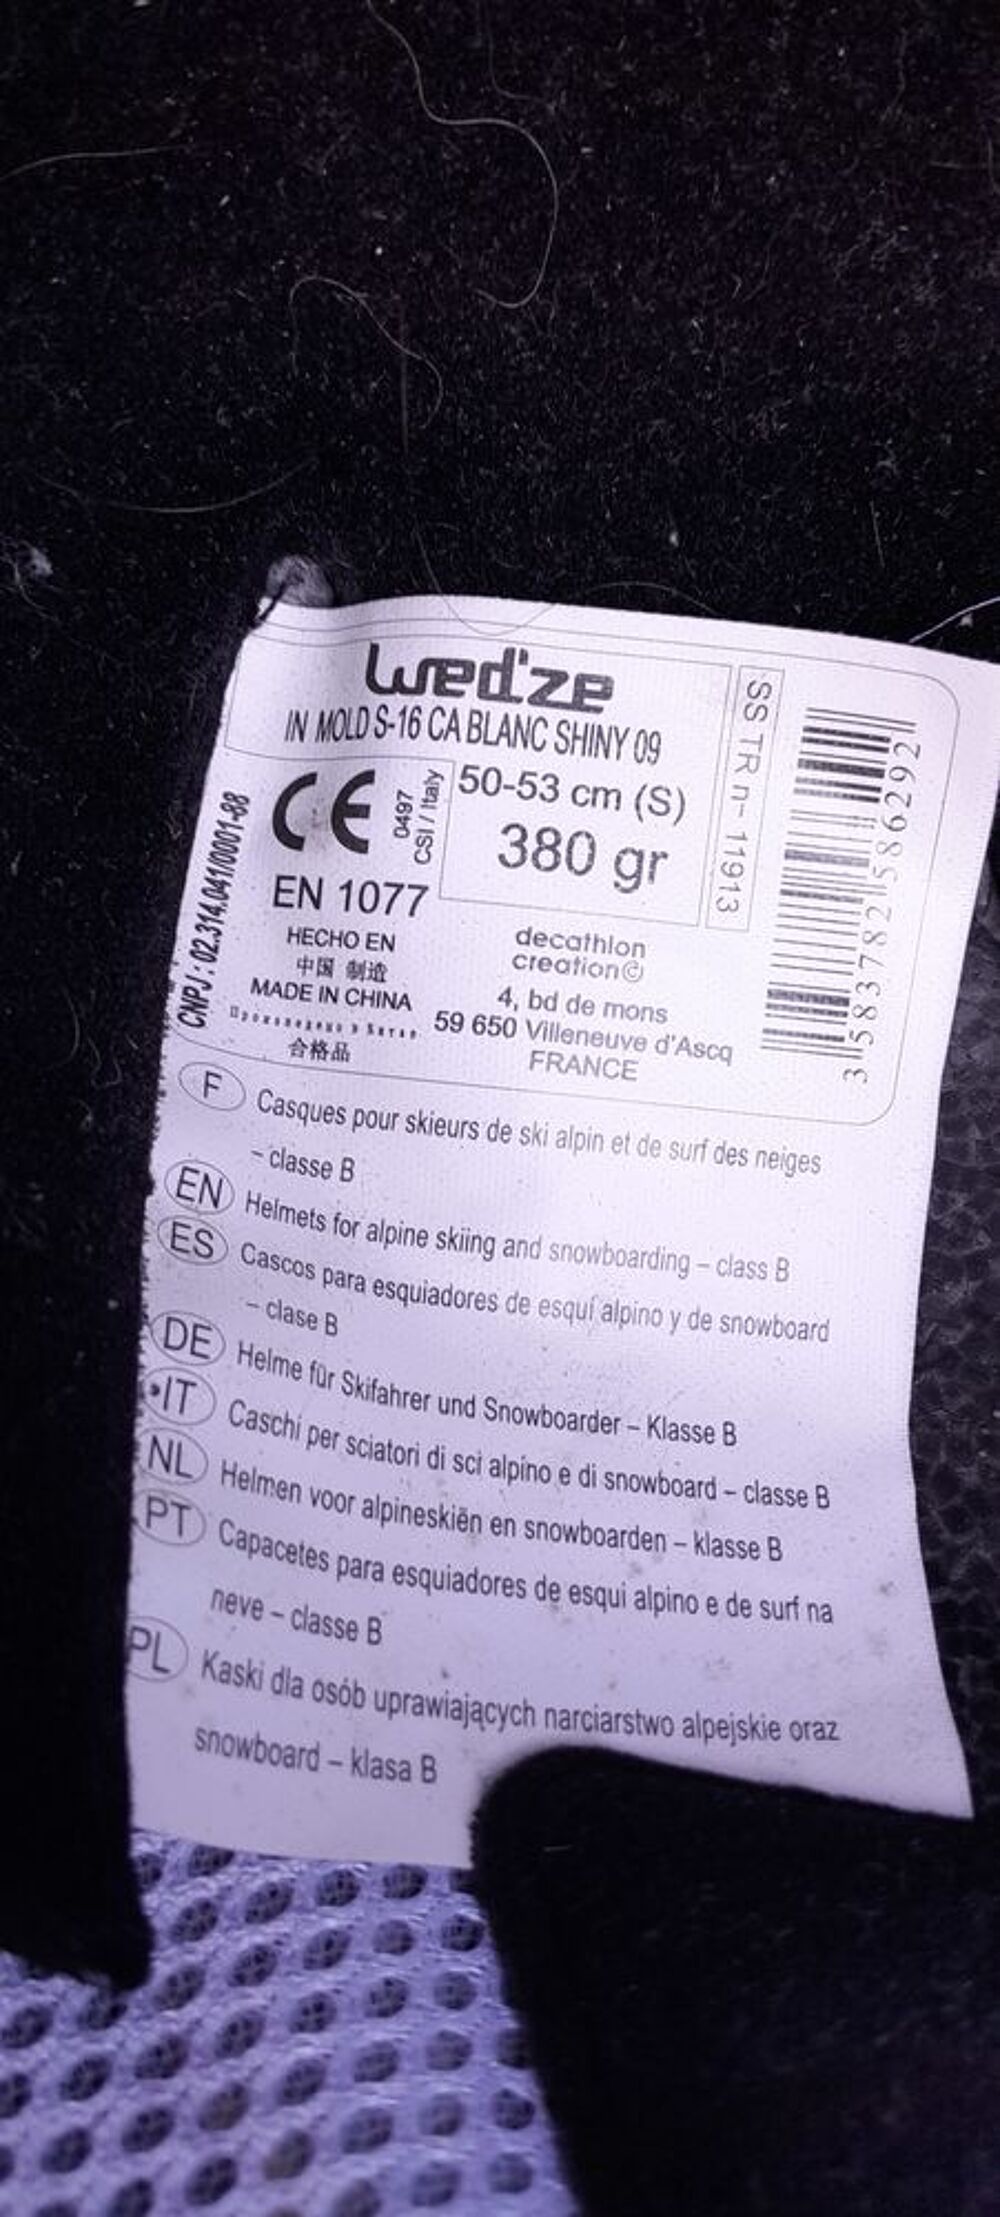 wed'ze
IN MOLD S-16 CA BLANC SHINY 09
50-53 cm (S)
380 gr
CE
0497
CSI / Italy
EN 1077
SS TR n- 11913
3 583782 586292
CNPJ : 02.314.041/0001-88
HECHO EN
中国 制造
MADE IN CHINA
合格品
decathlon
creation©
4, bd de mons
59 650 Villeneuve d'Ascq
FRANCE
F Casques pour skieurs de ski alpin et de surf des neiges
– classe B
EN Helmets for alpine skiing and snowboarding – class B
ES Cascos para esquiadores de esquí alpino y de snowboard
– clase B
DE Helme für Skifahrer und Snowboarder – Klasse B
IT Caschi per sciatori di sci alpino e di snowboard – classe B
NL Helmen voor alpineskiën en snowboarden – klasse B
PT Capacetes para esquiadores de esqui alpino e de surf na
neve – classe B
PL Kaski dla osób uprawiających narciarstwo alpejskie oraz
snowboard – klasa B